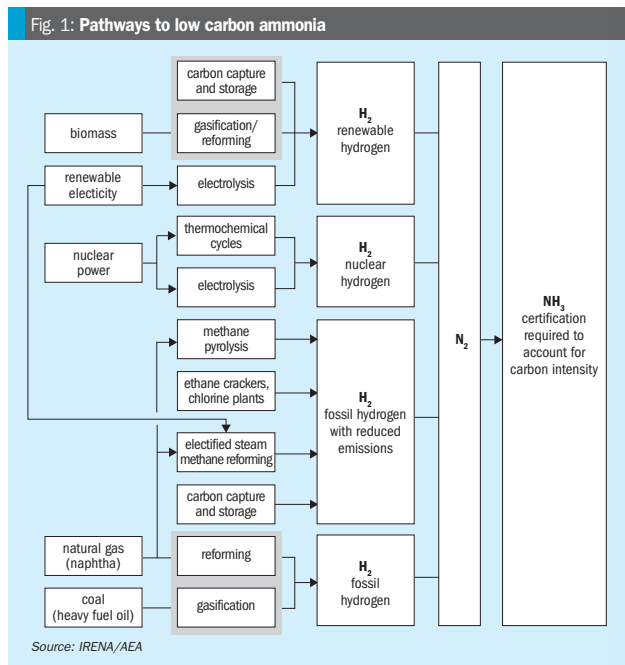 Fig. 1: Pathways to low carbon ammonia
carbon capture
and storage
biomass
gasification/
reforming
H₂
renewable
hydrogen
renewable
electicity
electrolysis
nuclear
power
thermochemical
cycles
electrolysis
H₂
nuclear
hydrogen
methane
pyrolysis
ethane crackers,
chlorine plants
electrified steam
methane reforming
carbon capture
and storage
H₂
fossil hydrogen
with reduced
emissions
natural gas
(naphtha)
reforming
coal
(heavy fuel oil)
gasification
H₂
fossil
hydrogen
N₂
NH₃
certification
required to
account for
carbon intensity
Source: IRENA/AEA